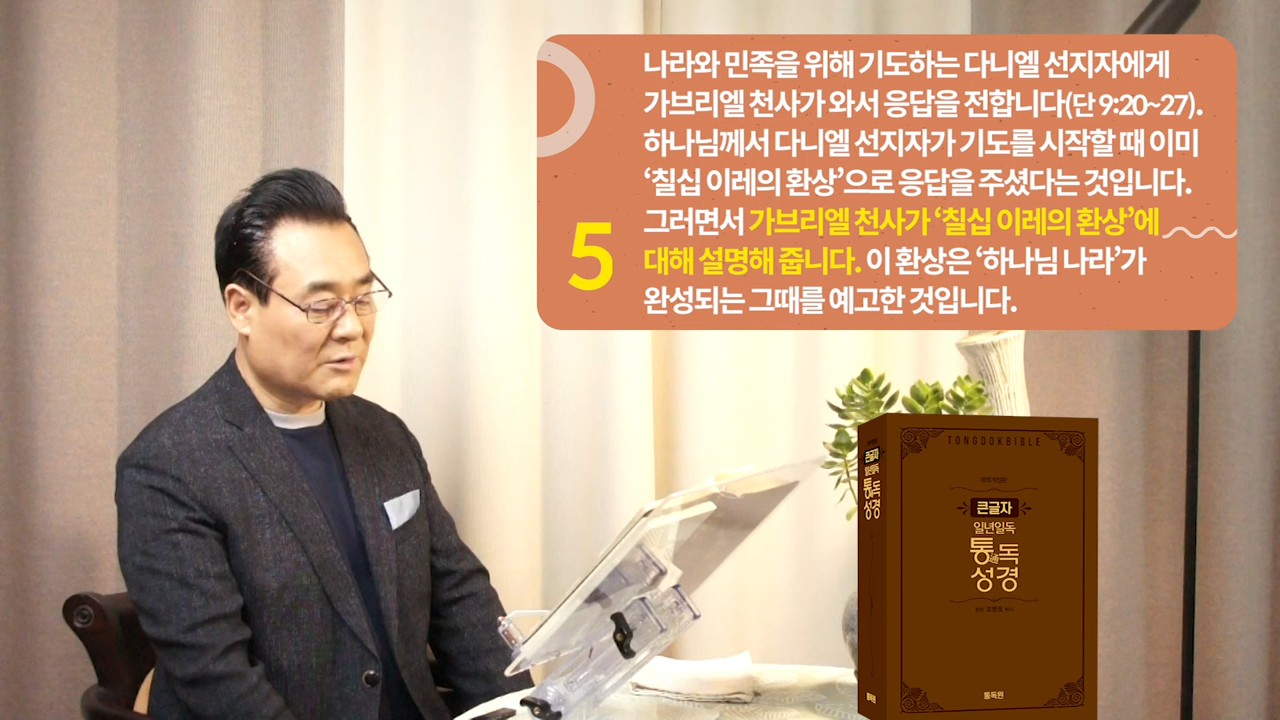 나라와 민족을 위해 기도하는 다니엘 선지자에게
가브리엘 천사가 와서 응답을 전합니다(단 9:20~27).
하나님께서 다니엘 선지자가 기도를 시작할 때 이미
‘칠십 이레의 환상’으로 응답을 주셨다는 것입니다.
그러면서 가브리엘 천사가 ‘칠십 이레의 환상’에
대해 설명해 줍니다. 이 환상은 ‘하나님 나라’가
완성되는 그때를 예고한 것입니다.
5
TONGDOKBIBLE
개역개정판
큰글자
일년일독
통독
성경
통독원
큰글자
일년일독
통독
성경
통독원